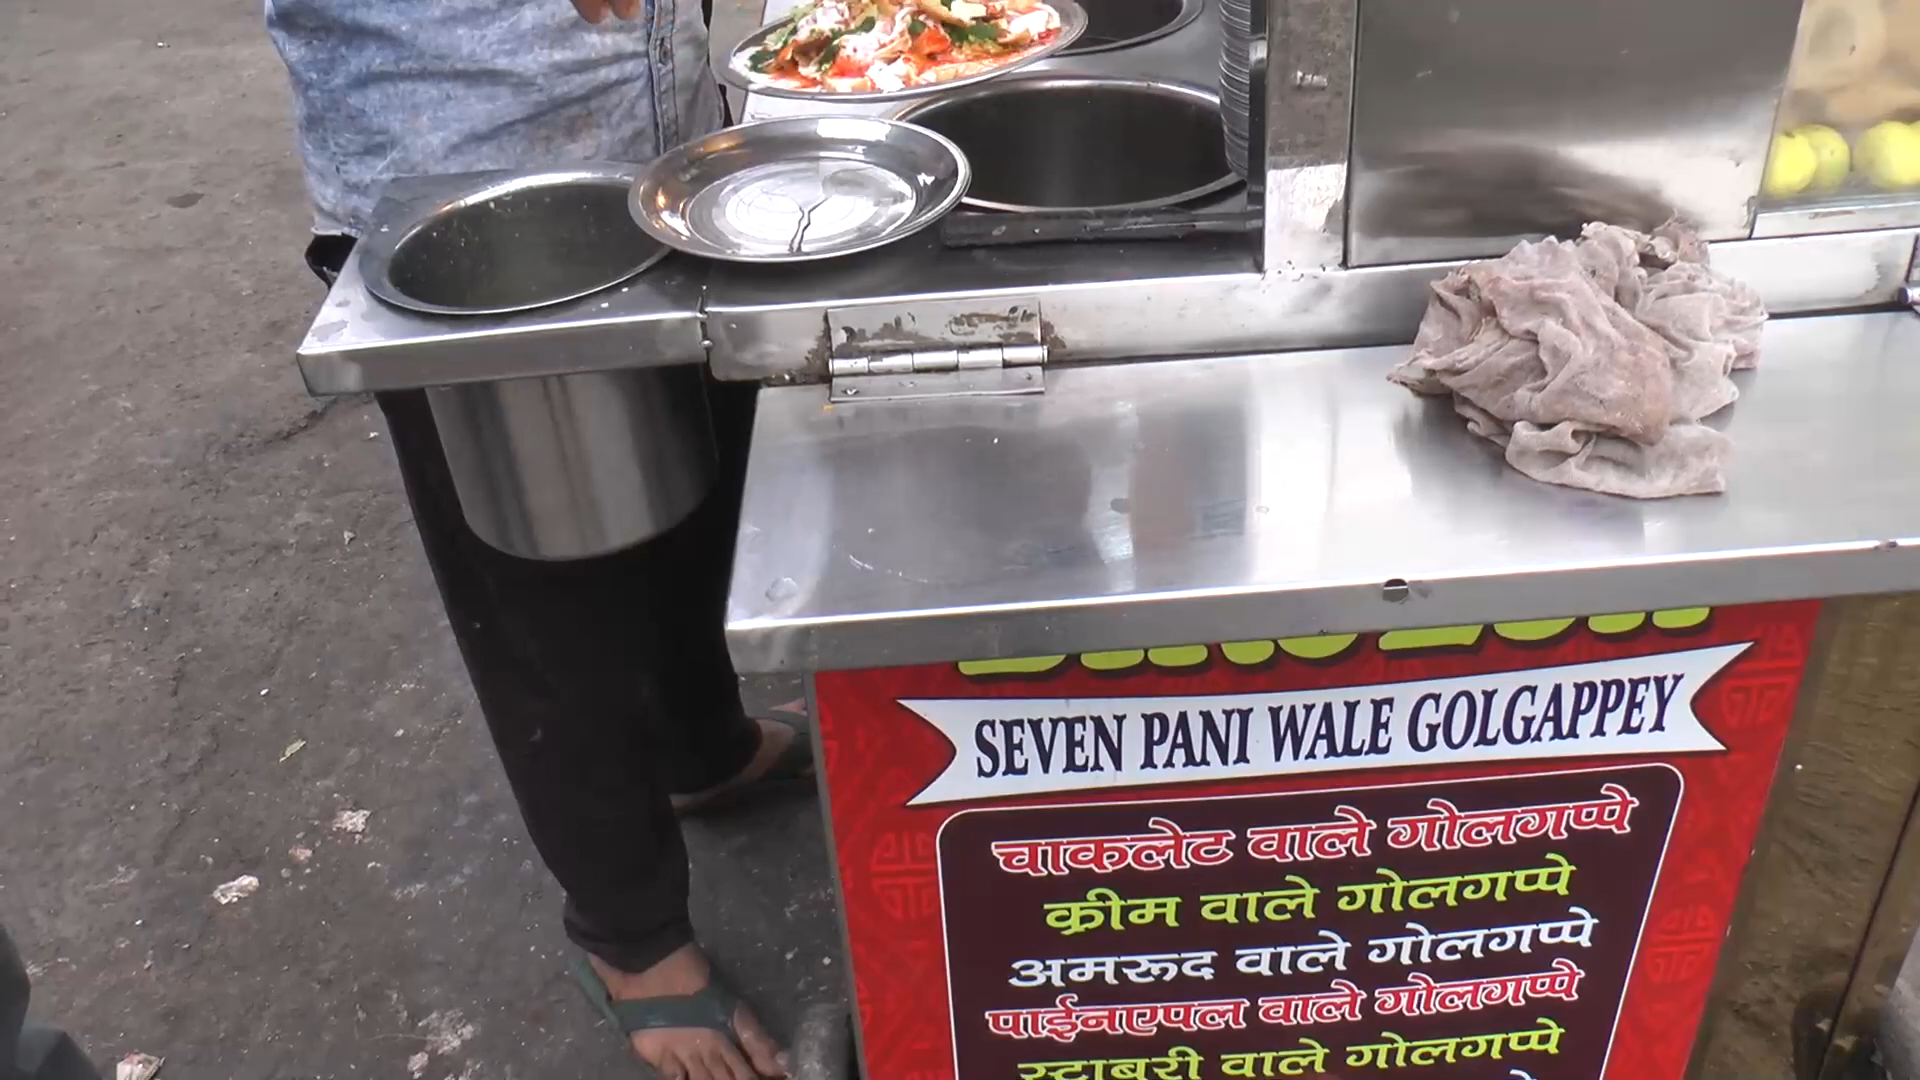 SEVEN PANI WALE GOLGAPPEY
चाकलेट वाले गोलगप्पे
क्रीम वाले गोलगप्पे
अमरूद वाले गोलगप्पे
पाईनएपल वाले गोलगप्पे
स्टाबरी वाले गोलगप्पे